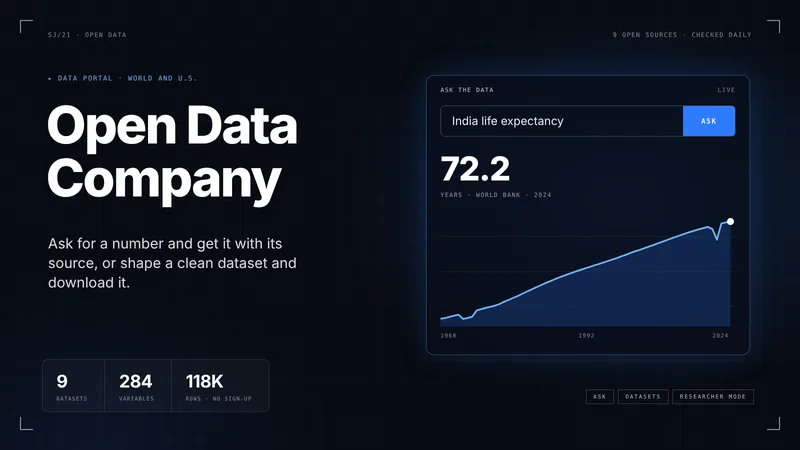 SJ/21 · OPEN DATA
9 OPEN SOURCES · CHECKED DAILY
▸ DATA PORTAL · WORLD AND U.S.
Open Data
Company
Ask for a number and get it with its
source, or shape a clean dataset and
download it.
9
DATASETS
284
VARIABLES
118K
ROWS · NO SIGN-UP
ASK THE DATA
LIVE
India life expectancy
ASK
72.2
YEARS · WORLD BANK · 2024
1960
1992
2024
ASK
DATASETS
RESEARCHER MODE